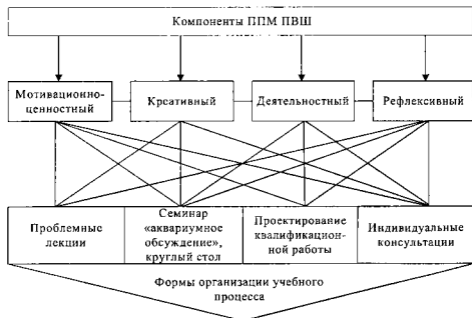 Компоненты ППМ ПВШ
Мотивационно-
ценностный
Креативный
Деятельностный
Рефлексивный
Проблемные
лекции
Семинар
«аквариумное
обсуждение»,
круглый стол
Проектирование
квалификацион-
ной работы
Индивидуальные
консультации
Формы организации учебного
процесса